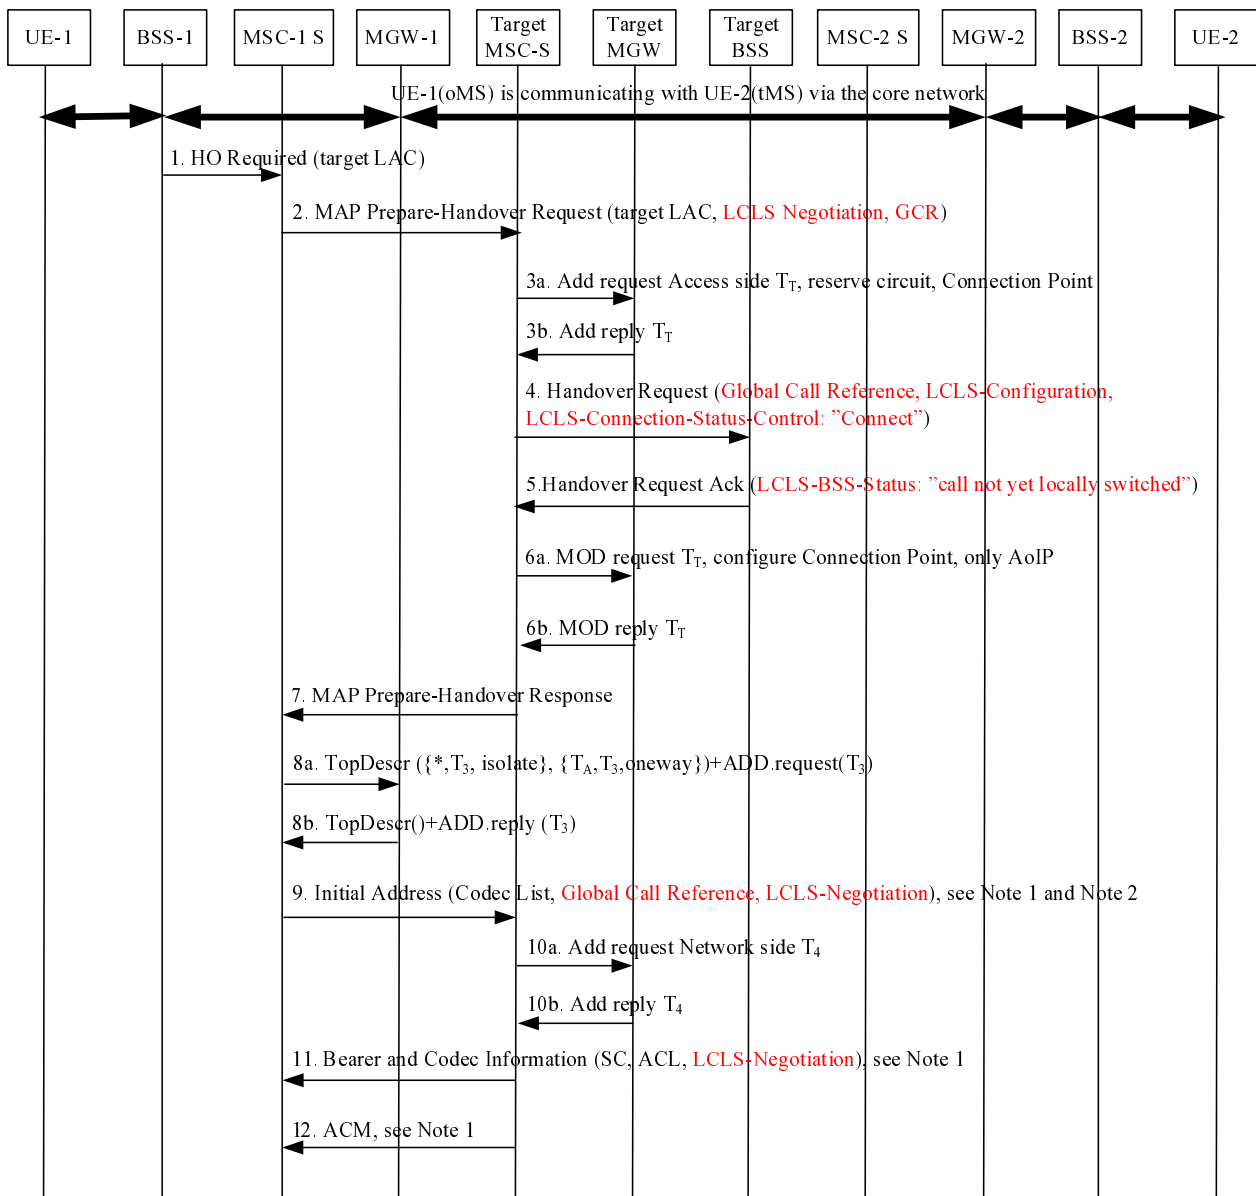 UE-1
BSS-1
MSC-1 S
MGW-1
Target
MSC-S
Target
MGW
Target
BSS
MSC-2 S
MGW-2
BSS-2
UE-2
UE-1(oMS) is communicating with UE-2(tMS) via the core network
1. HO Required (target LAC)
2. MAP Prepare-Handover Request (target LAC, LCLS Negotiation, GCR)
3a. Add request Access side TT, reserve circuit, Connection Point
3b. Add reply TT
4. Handover Request (Global Call Reference, LCLS-Configuration,
LCLS-Connection-Status-Control: ”Connect”)
5.Handover Request Ack (LCLS-BSS-Status: ”call not yet locally switched”)
6a. MOD request TT, configure Connection Point, only AoIP
6b. MOD reply TT
7. MAP Prepare-Handover Response
8a. TopDescr ({*,T3, isolate}, {TA,T3,oneway})+ADD.request(T3)
8b. TopDescr()+ADD.reply (T3)
9. Initial Address (Codec List, Global Call Reference, LCLS-Negotiation), see Note 1 and Note 2
10a. Add request Network side T4
10b. Add reply T4
11. Bearer and Codec Information (SC, ACL, LCLS-Negotiation), see Note 1
12. ACM, see Note 1